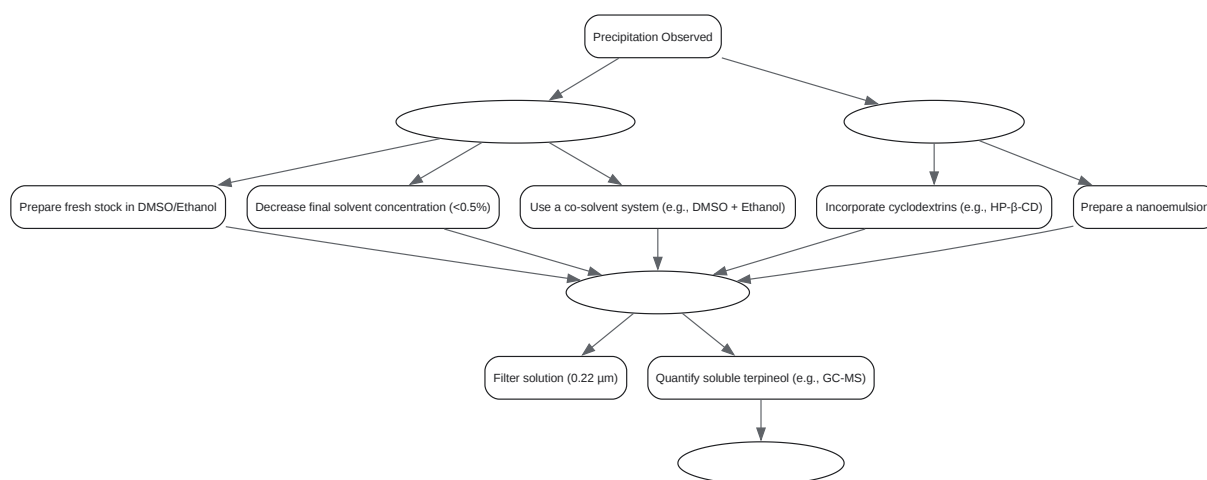 Precipitation Observed
Prepare fresh stock in DMSO/Ethanol
Decrease final solvent concentration (<0.5%)
Use a co-solvent system (e.g., DMSO + Ethanol)
Incorporate cyclodextrins (e.g., HP-β-CD)
Prepare a nanoemulsion
Filter solution (0.22 µm)
Quantify soluble terpineol (e.g., GC-MS)